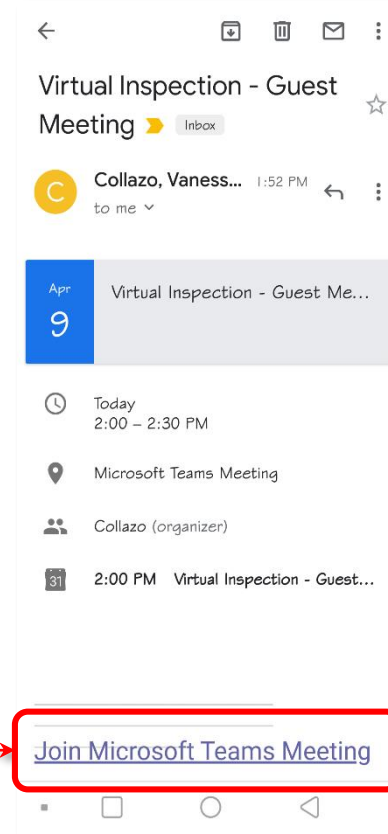 Virtual Inspection - Guest
Meeting Inbox
C Collazo, Vaness... 1:52 PM
to me
Apr
9
Virtual Inspection - Guest Me...
Today
2:00 – 2:30 PM
Microsoft Teams Meeting
Collazo (organizer)
31 2:00 PM Virtual Inspection - Guest...
Join Microsoft Teams Meeting